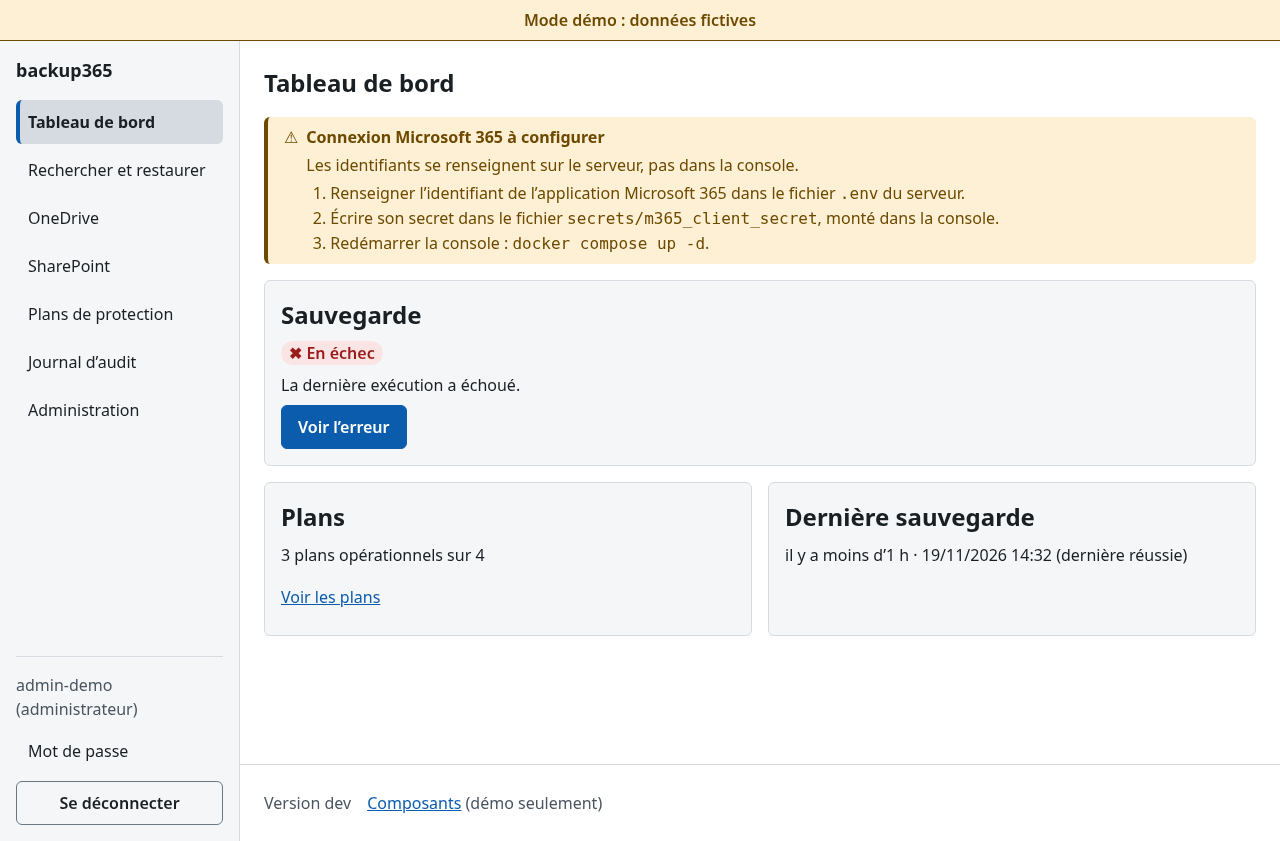 Mode démo : données fictives
backup365
Tableau de bord
Rechercher et restaurer
OneDrive
SharePoint
Plans de protection
Journal d’audit
Administration
admin-demo
(administrateur)
Mot de passe
Se déconnecter
Tableau de bord
⚠ Connexion Microsoft 365 à configurer
Les identifiants se renseignent sur le serveur, pas dans la console.
1. Renseigner l’identifiant de l’application Microsoft 365 dans le fichier .env du serveur.
2. Écrire son secret dans le fichier secrets/m365_client_secret, monté dans la console.
3. Redémarrer la console : docker compose up -d.
Sauvegarde
✖ En échec
La dernière exécution a échoué.
Voir l’erreur
Plans
3 plans opérationnels sur 4
Voir les plans
Dernière sauvegarde
il y a moins d’1 h · 19/11/2026 14:32 (dernière réussie)
Version dev Composants (démo seulement)